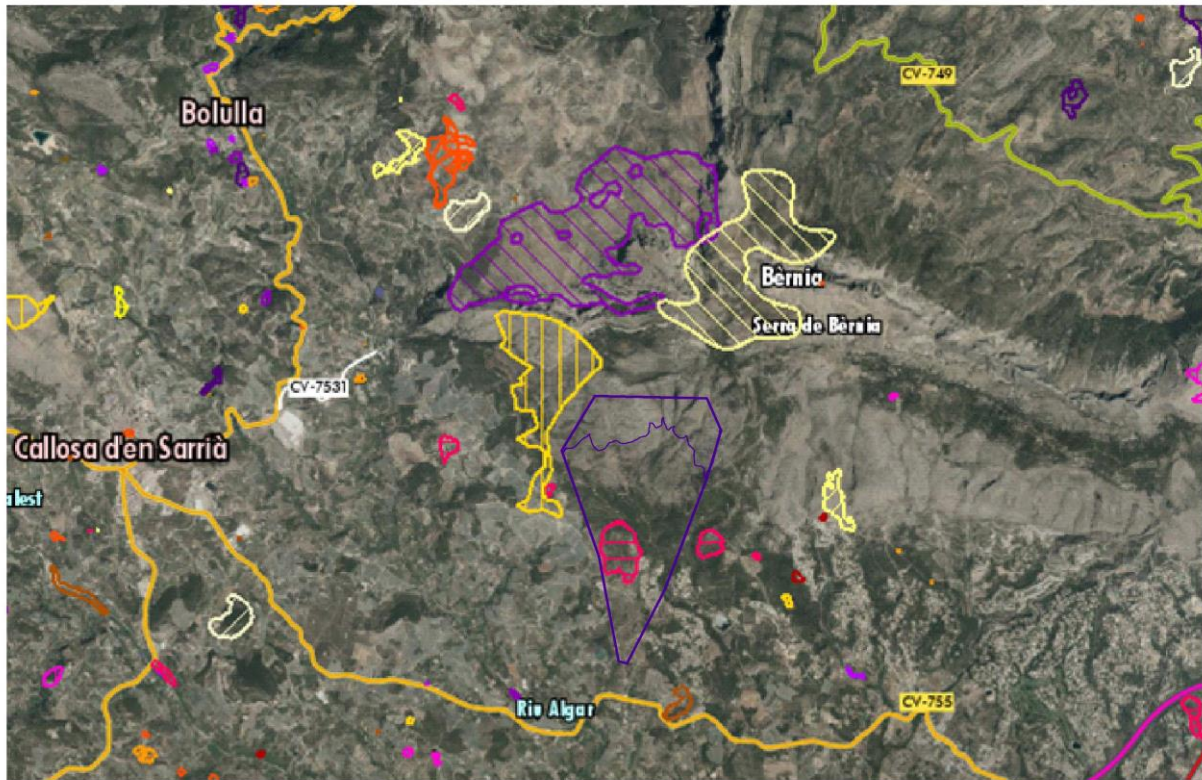 CV-749
Bolulla
Bèrnia
Serra de Bèrnia
CV-7531
Callosa d'en Sarrià
alest
CV-755
Riu Algar